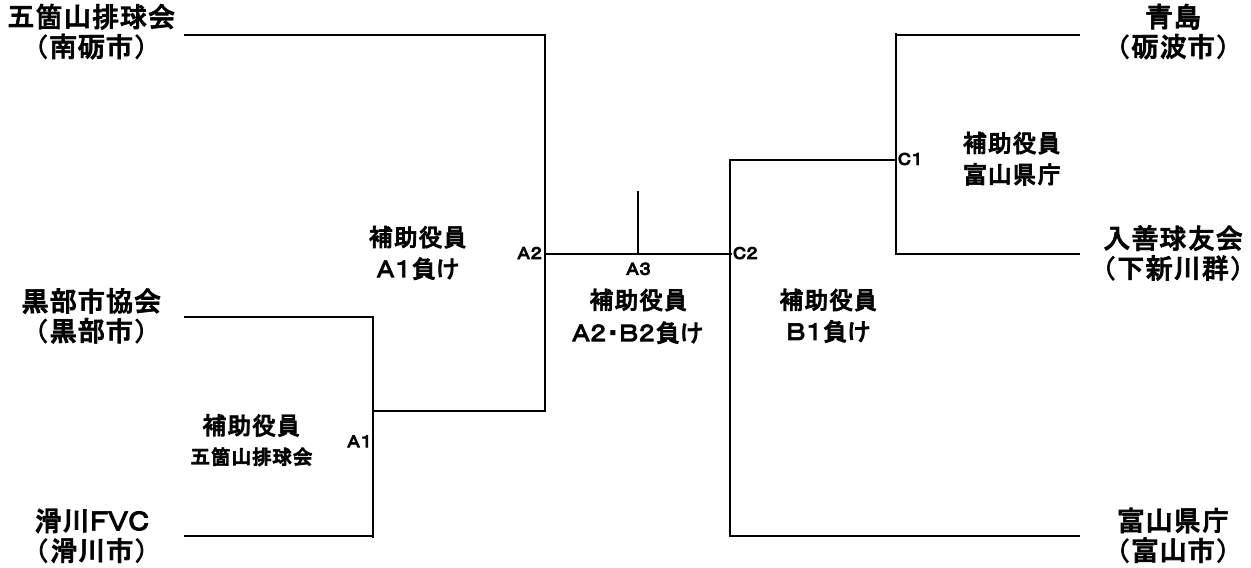 五箇山排球会
（南砺市）
青島
（砺波市）
補助役員
富山県庁
C1
補助役員
A1負け
A2
C2
A3
入善球友会
（下新川群）
黒部市協会
（黒部市）
補助役員
A2・B2負け
補助役員
B1負け
補助役員
五箇山排球会
A1
滑川FVC
（滑川市）
富山県庁
（富山市）